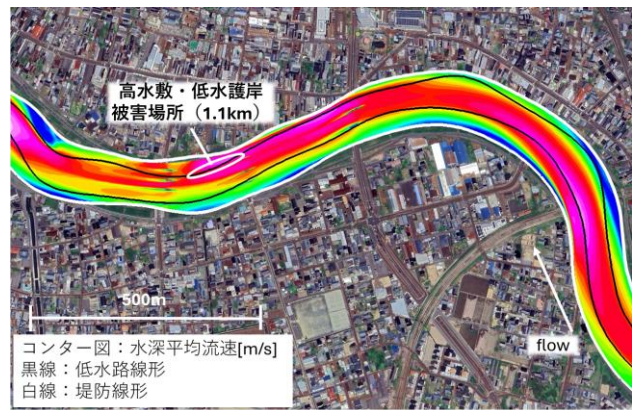 高水敷・低水護岸
被害場所（1.1km）
500m
flow
コンター図：水深平均流速[m/s]
黒線：低水路線形
白線：堤防線形